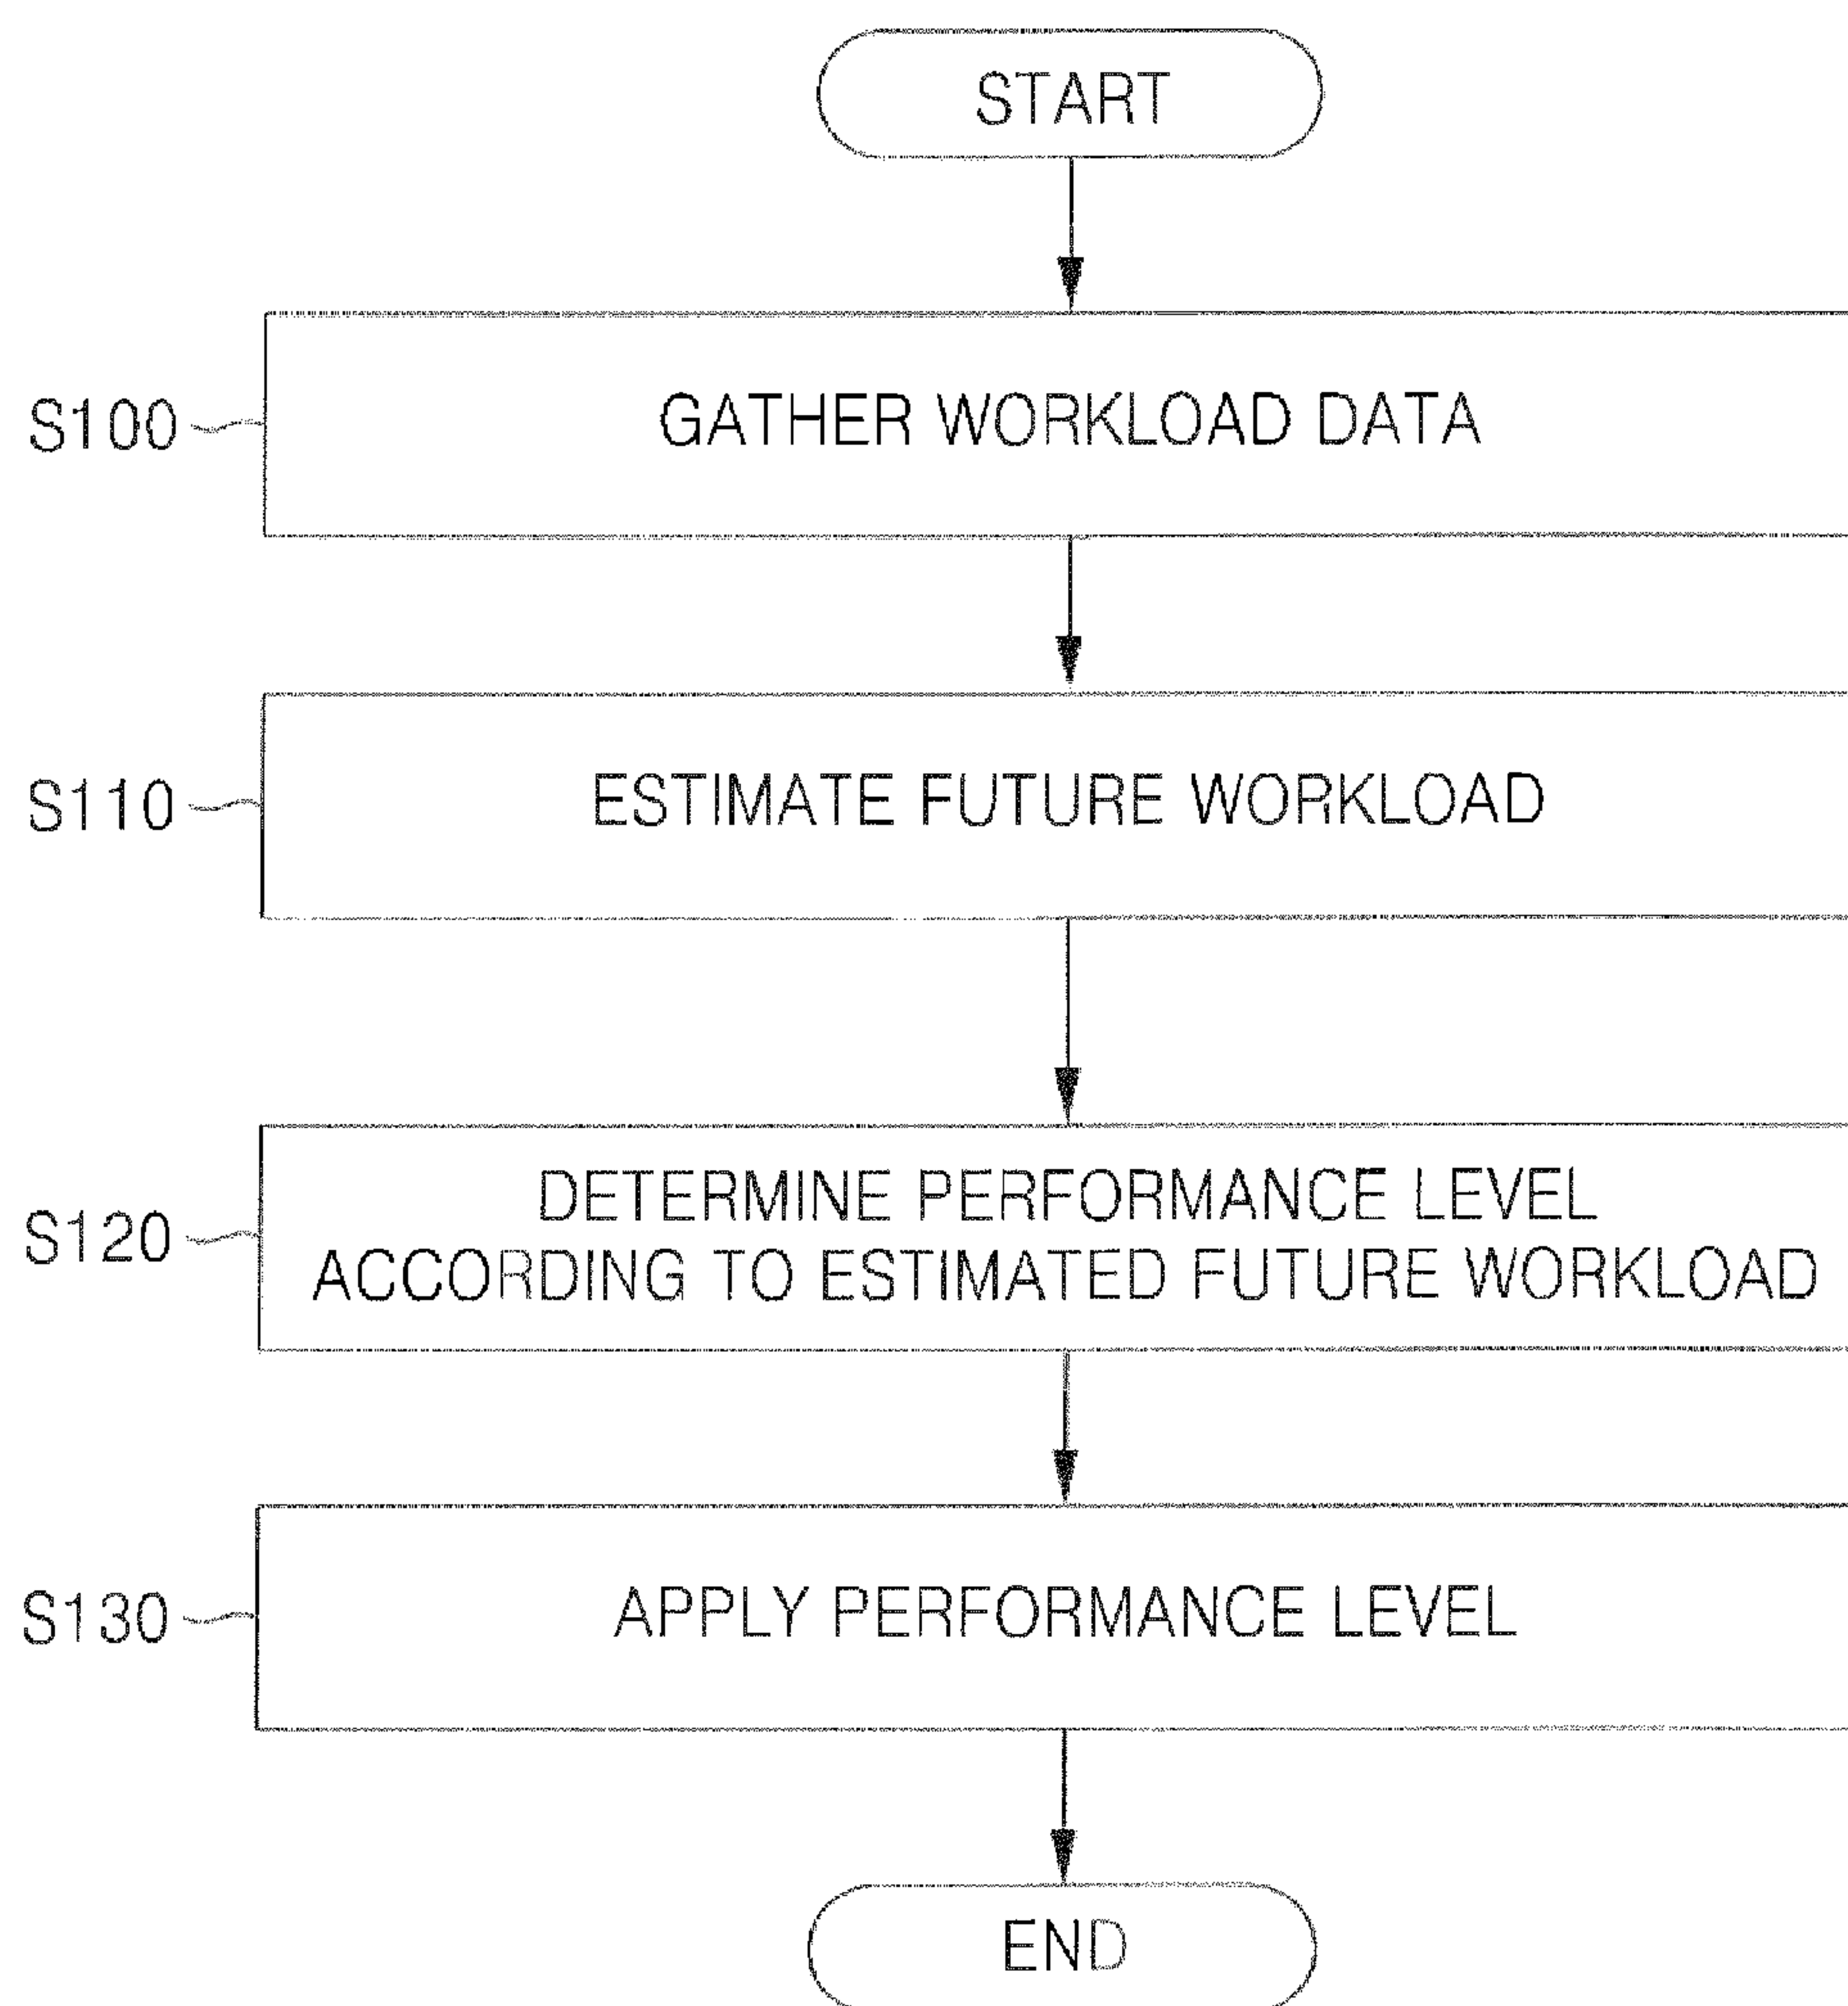 START
S100
GATHER WORKLOAD DATA
S110
ESTIMATE FUTURE WORKLOAD
S120
DETERMINE PERFORMANCE LEVEL
ACCORDING TO ESTIMATED FUTURE WORKLOAD
S130
APPLY PERFORMANCE LEVEL
END